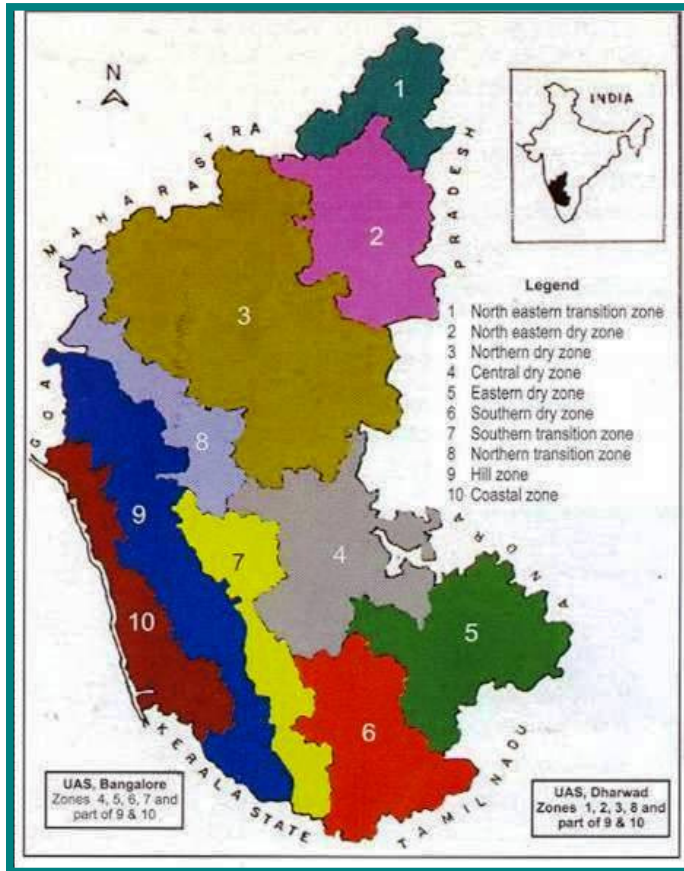 N
MAHARASTRA
1
INDIA
PRADESH
2
Legend
1 North eastern transition zone
2 North eastern dry zone
3 Northern dry zone
4 Central dry zone
5 Eastern dry zone
6 Southern dry zone
7 Southern transition zone
8 Northern transition zone
9 Hill zone
10 Coastal zone
3
GOA
8
9
7
4
ANDRA
10
5
6
KERALA STATE
TAMIL NADU
UAS, Bangalore
Zones 4, 5, 6, 7 and
part of 9 & 10
UAS, Dharwad
Zones 1, 2, 3, 8 and
part of 9 & 10